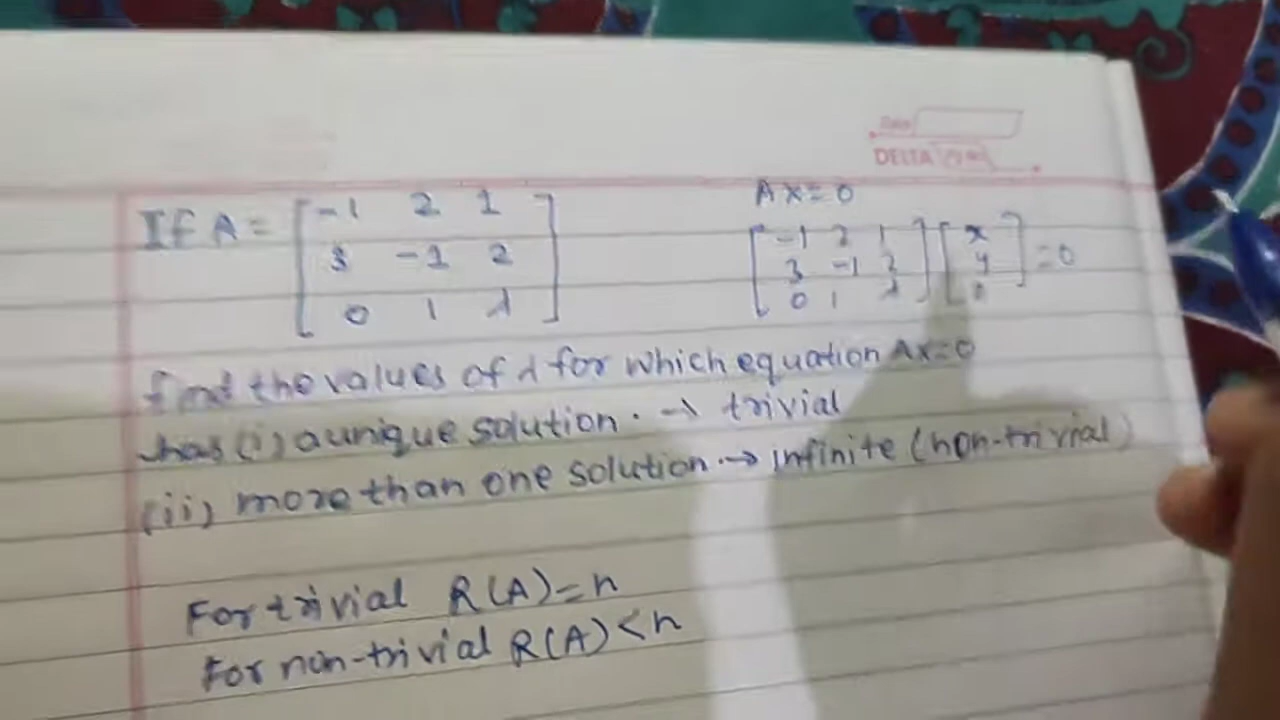 DELTA
If A = [ -1 2 1
3 -1 2
0 1 λ ]
AX = 0
[ -1 2 1
3 -1 2
0 1 λ ] [ x
y
] = 0
find the values of λ for which equation AX=0
has (i) a unique solution. → trivial
(ii) more than one solution. → infinite (non-trivial)
For trivial R(A)=n
For non-trivial R(A)<n